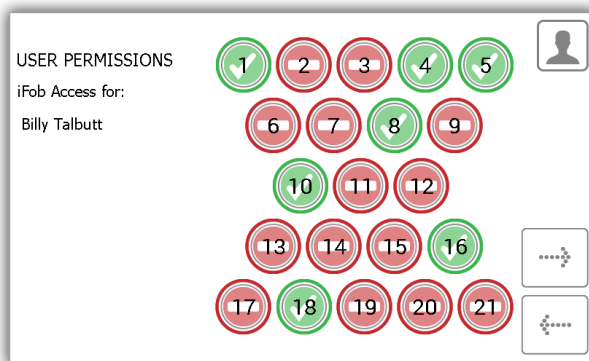 USER PERMISSIONS
iFob Access for:
Billy Talbutt
1 2 3 4 5
6 7 8 9
10 11 12
13 14 15 16
17 18 19 20 21